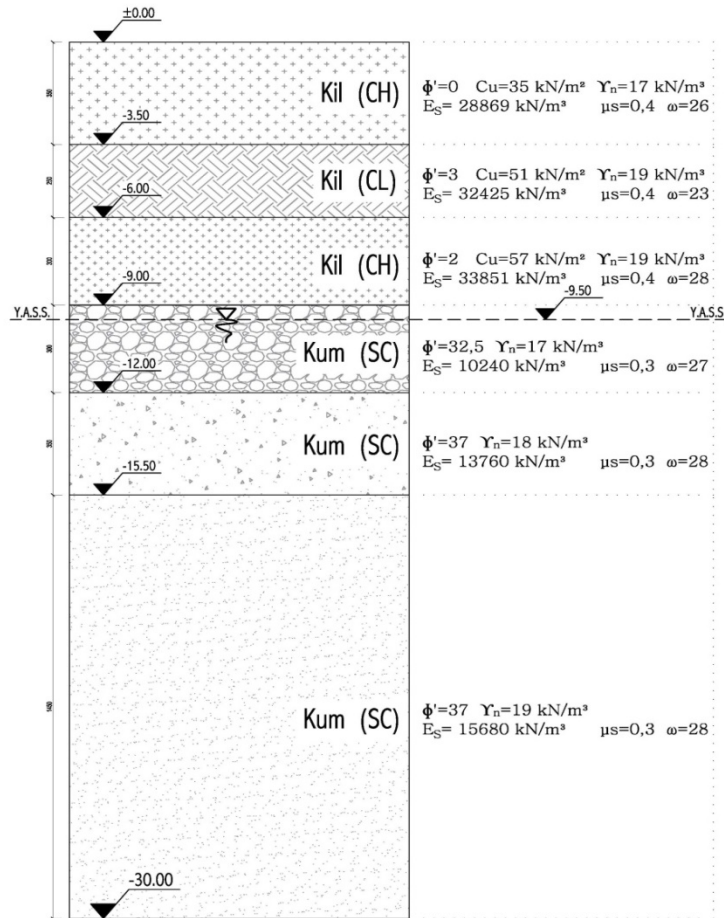 ±0.00
350
Kil (CH)
Φ'=0 Cu=35 kN/m² ϒn=17 kN/m³
ES= 28869 kN/m³ μs=0,4 ω=26
-3.50
250
Kil (CL)
Φ'=3 Cu=51 kN/m² ϒn=19 kN/m³
ES= 32425 kN/m³ μs=0,4 ω=23
-6.00
300
Kil (CH)
Φ'=2 Cu=57 kN/m² ϒn=19 kN/m³
ES= 33851 kN/m³ μs=0,4 ω=28
-9.00
-9.50
Y.A.S.S. Y.A.S.S
300
Kum (SC)
Φ'=32,5 ϒn=17 kN/m³
ES= 10240 kN/m³ μs=0,3 ω=27
-12.00
350
Kum (SC)
Φ'=37 ϒn=18 kN/m³
ES= 13760 kN/m³ μs=0,3 ω=28
-15.50
1450
Kum (SC)
Φ'=37 ϒn=19 kN/m³
ES= 15680 kN/m³ μs=0,3 ω=28
-30.00